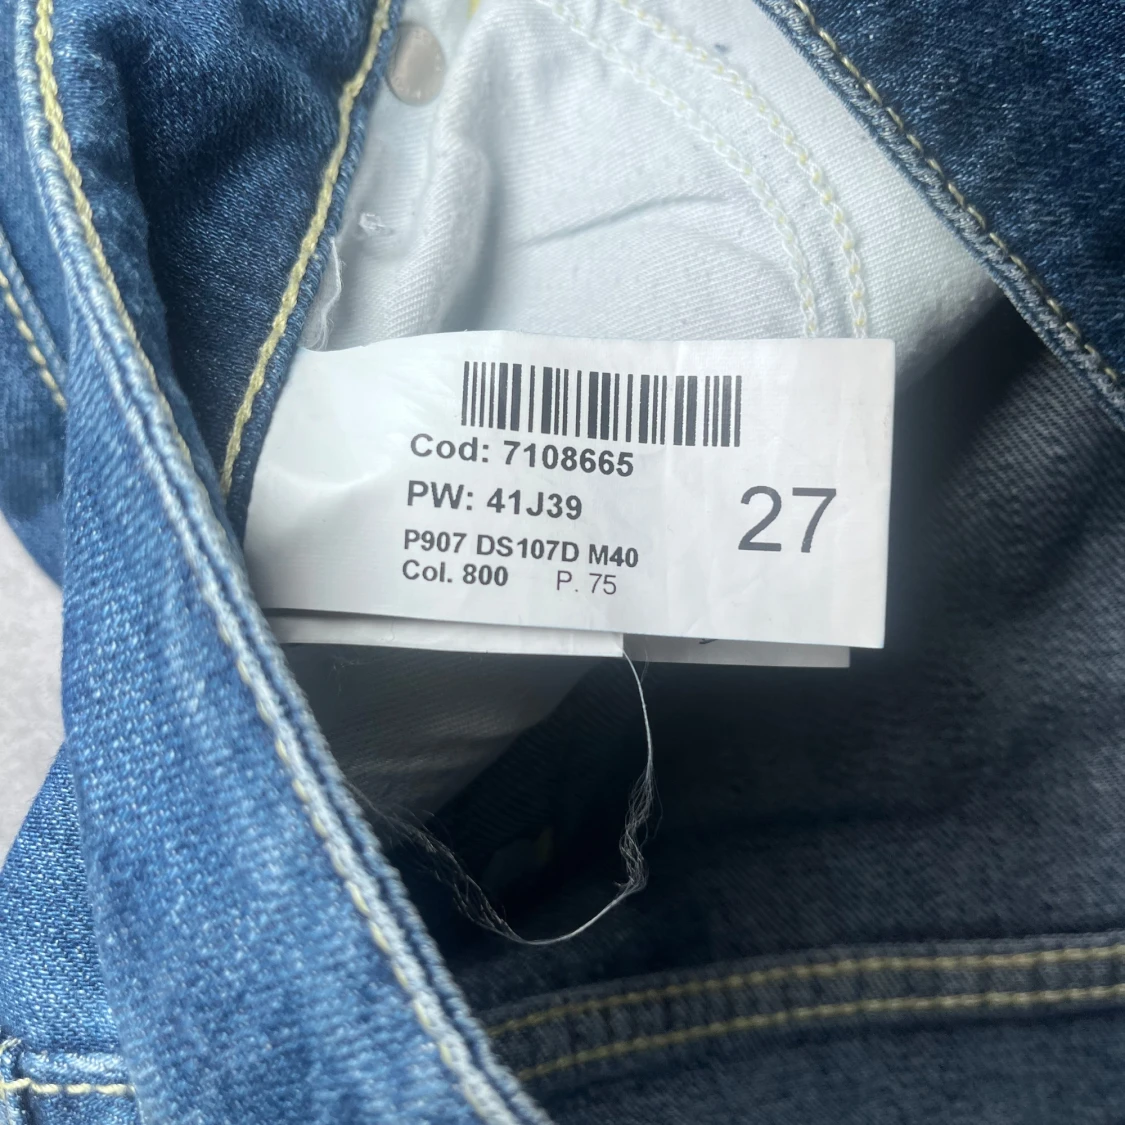 Cod: 7108665
PW: 41J39
27
P907 DS107D M40
Col. 800 P. 75